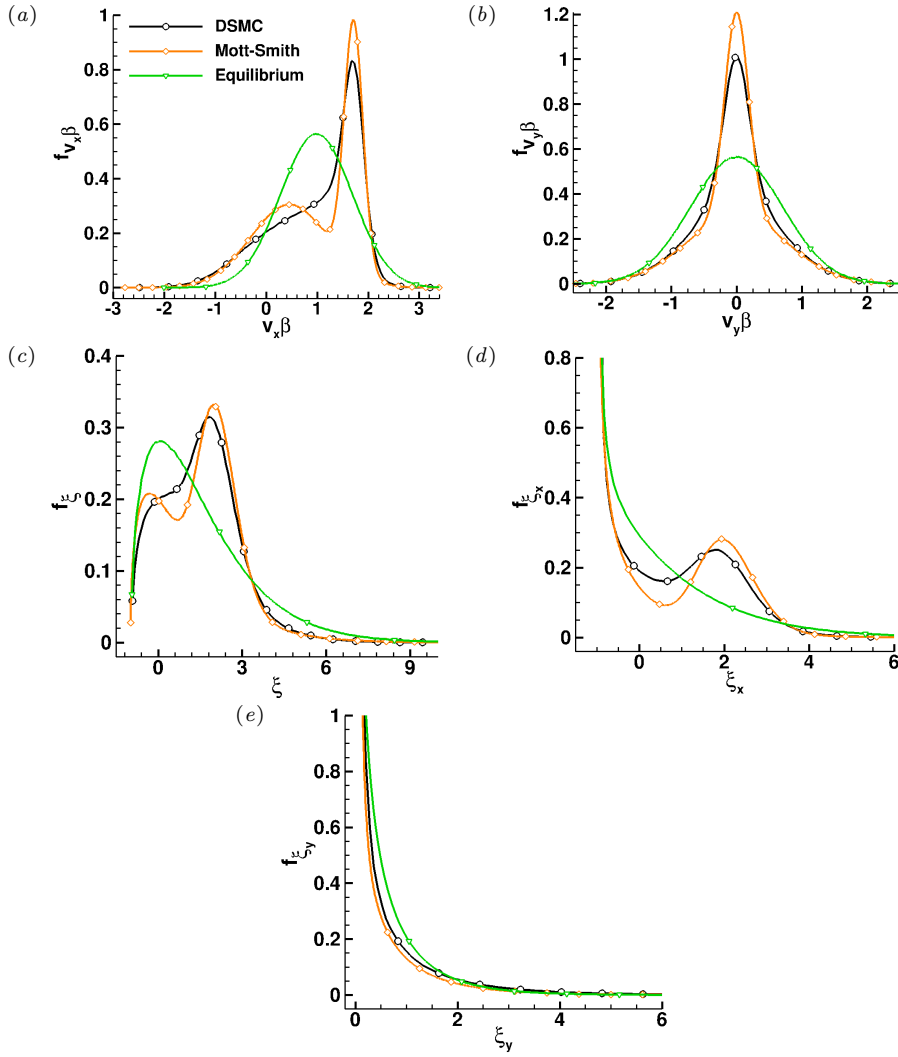 (a)
DSMC
Mott-Smith
Equilibrium
f_{v_x}β
1
0.8
0.6
0.4
0.2
0
-3 -2 -1 0 1 2 3
v_xβ
(b)
f_{v_y}β
1.2
1
0.8
0.6
0.4
0.2
0
-2 -1 0 1 2
v_yβ
(c)
f_ξ
0.4
0.3
0.2
0.1
0
0 3 6 9
ξ
(d)
f_{ξ_x}
0.8
0.6
0.4
0.2
0
0 2 4 6
ξ_x
(e)
f_{ξ_y}
1
0.8
0.6
0.4
0.2
0
0 2 4 6
ξ_y